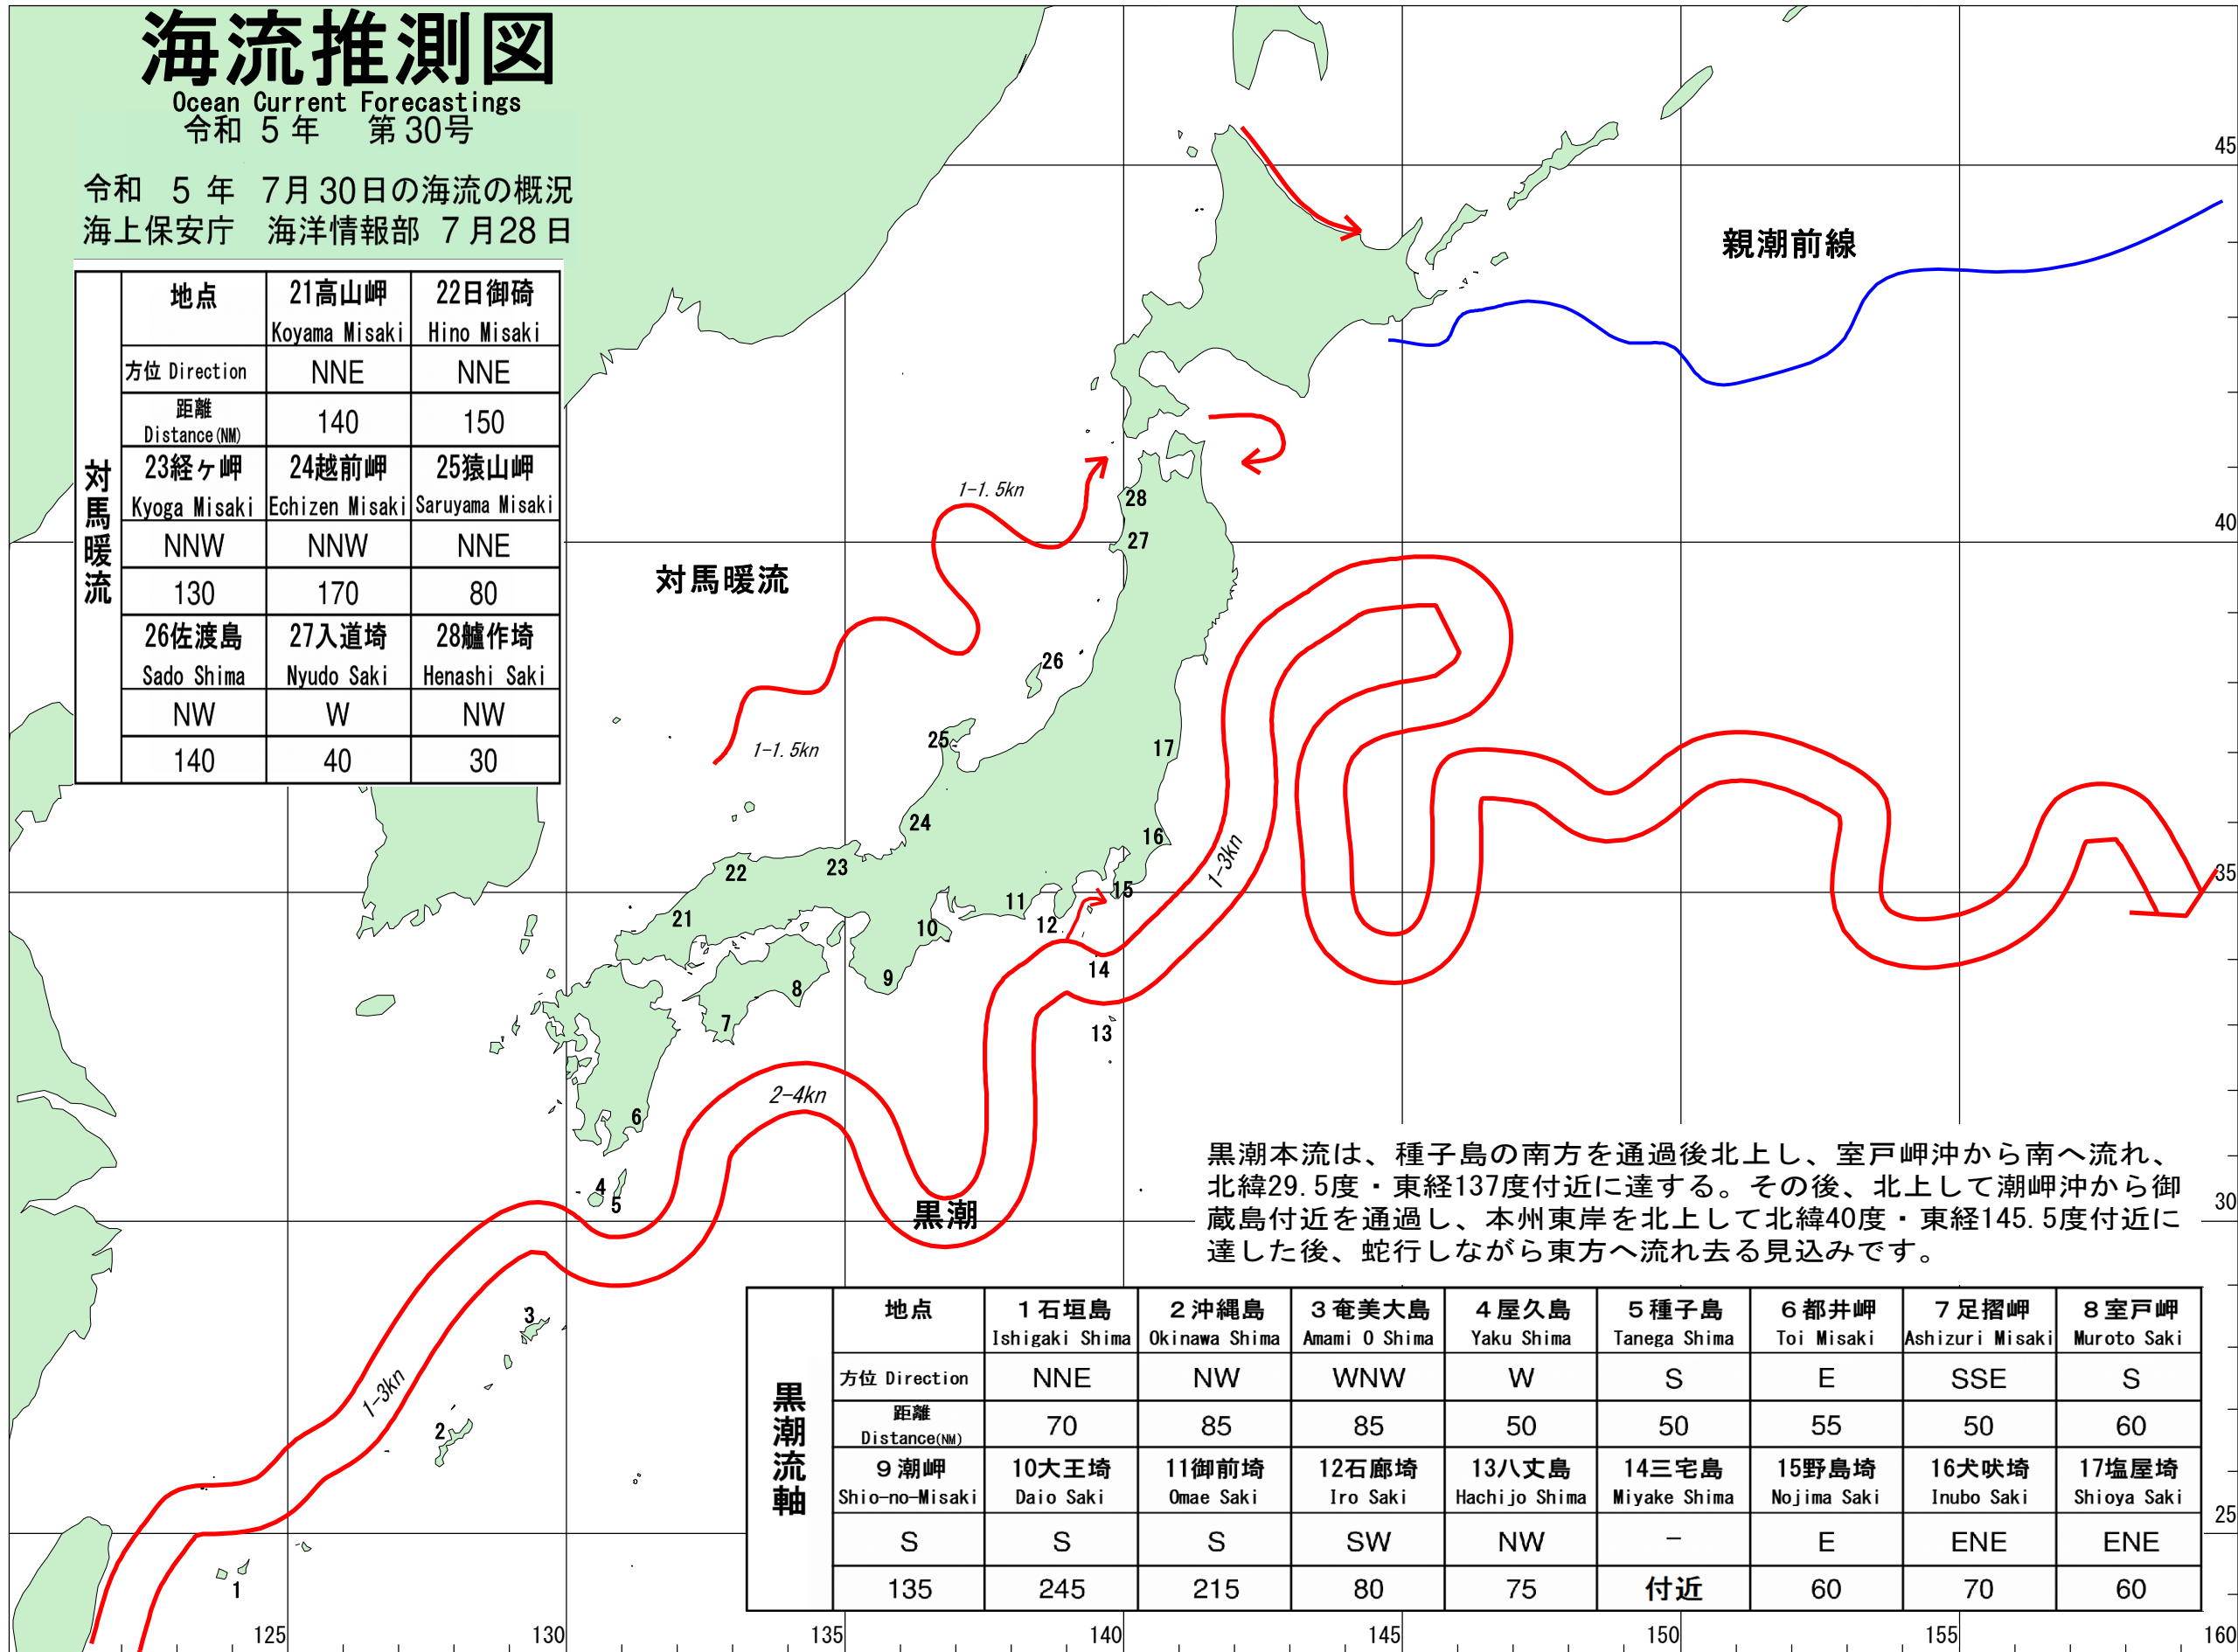 海流推測図
Ocean Current Forecastings
令和 5 年 第30号
令和 5 年 7月30日の海流の概況
海上保安庁 海洋情報部 7月28日
対馬暖流
地点 21高山岬 22日御碕
Koyama Misaki Hino Misaki
方位 Direction NNE NNE
距離 Distance(NM) 140 150
23経ヶ岬 24越前岬 25猿山岬
Kyoga Misaki Echizen Misaki Saruyama Misaki
NNW NNW NNE
130 170 80
26佐渡島 27入道埼 28艫作埼
Sado Shima Nyudo Saki Henashi Saki
NW W NW
140 40 30
親潮前線
45
1-1.5kn
28
40
27
対馬暖流
26
25
17
1-1.5kn
24
16
1-3kn
22
23
35
15
11
21
10
12
14
9
8
7
13
2-4kn
6
4
5
黒潮
30
3
1-3kn
2
25
1
黒潮本流は、種子島の南方を通過後北上し、室戸岬沖から南へ流れ、
北緯29.5度・東経137度付近に達する。その後、北上して潮岬沖から御
蔵島付近を通過し、本州東岸を北上して北緯40度・東経145.5度付近に
達した後、蛇行しながら東方へ流れ去る見込みです。
黒潮流軸
地点 1石垣島 2沖縄島 3奄美大島 4屋久島 5種子島 6都井岬 7足摺岬 8室戸岬
Ishigaki Shima Okinawa Shima Amami O Shima Yaku Shima Tanega Shima Toi Misaki Ashizuri Misaki Muroto Saki
方位 Direction NNE NW WNW W S E SSE S
距離 Distance(NM) 70 85 85 50 50 55 50 60
9潮岬 10大王埼 11御前埼 12石廊埼 13八丈島 14三宅島 15野島埼 16犬吠埼 17塩屋埼
Shio-no-Misaki Daio Saki Omae Saki Iro Saki Hachijo Shima Miyake Shima Nojima Saki Inubo Saki Shioya Saki
S S S SW NW － E ENE ENE
135 245 215 80 75 付近 60 70 60
125 130 135 140 145 150 155 160